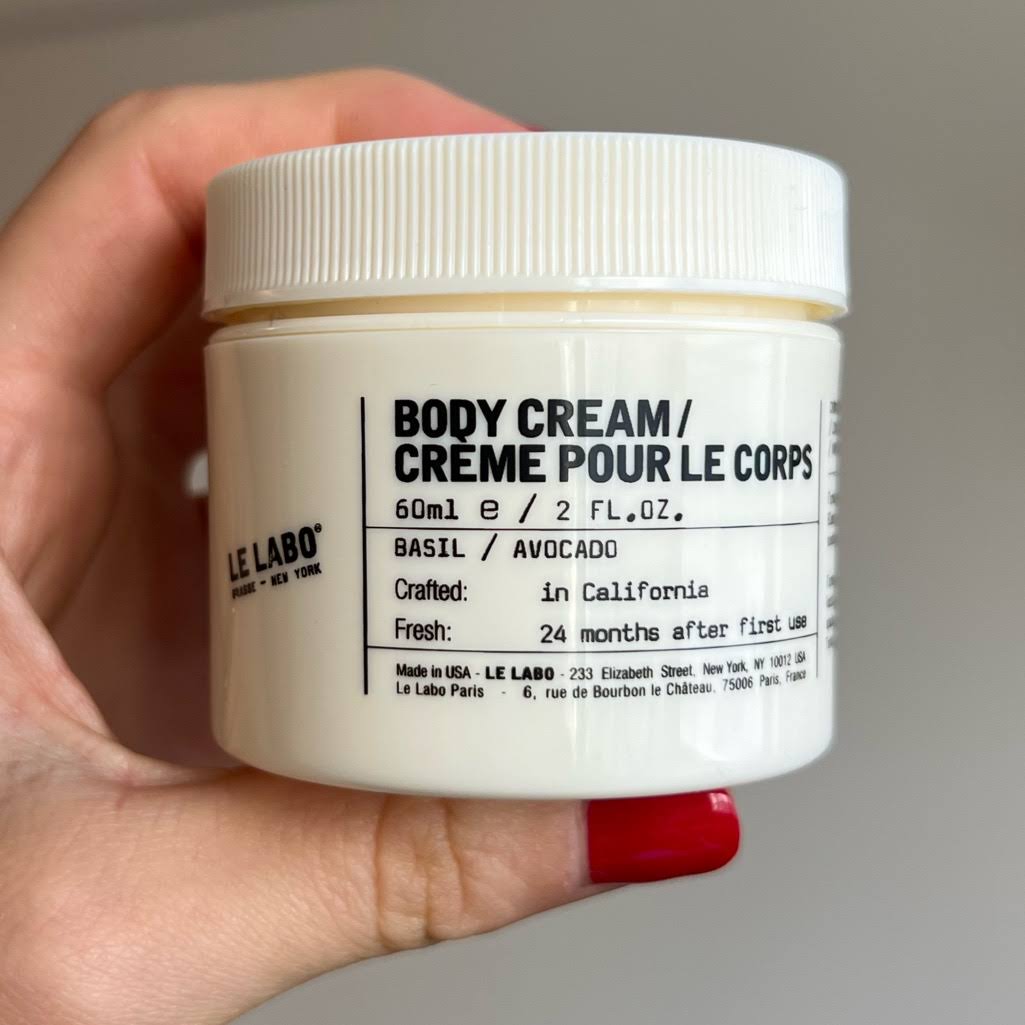 LE LABO®
GRASSE - NEW YORK
BODY CREAM/
CRÈME POUR LE CORPS
60ml e / 2 FL.OZ.
BASIL / AVOCADO
Crafted: in California
Fresh: 24 months after first use
Made in USA - LE LABO - 233 Elizabeth Street, New York, NY 10012 USA
Le Labo Paris - 6, rue de Bourbon le Château, 75006 Paris, France